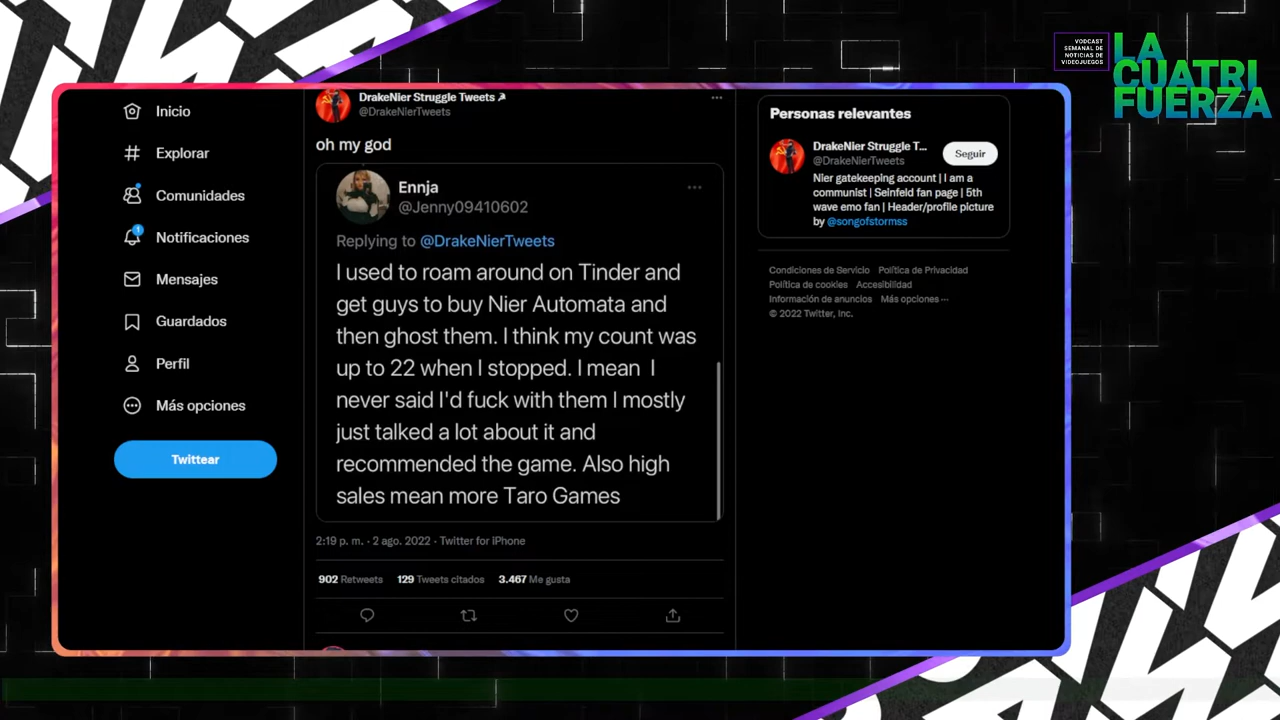 VODCAST
SEMANAL DE
NOTICIAS DE
VIDEOJUEGOS
LA
CUATRI
FUERZA
Inicio
Explorar
Comunidades
1
Notificaciones
Mensajes
Guardados
Perfil
Más opciones
Twittear
DrakeNier Struggle Tweets
@DrakeNierTweets
oh my god
Ennja
@Jenny09410602
Replying to @DrakeNierTweets
I used to roam around on Tinder and
get guys to buy Nier Automata and
then ghost them. I think my count was
up to 22 when I stopped. I mean I
never said I'd fuck with them I mostly
just talked a lot about it and
recommended the game. Also high
sales mean more Taro Games
2:19 p. m. · 2 ago. 2022 · Twitter for iPhone
902 Retweets 129 Tweets citados 3.467 Me gusta
Personas relevantes
DrakeNier Struggle T...
@DrakeNierTweets
Seguir
Nier gatekeeping account | I am a
communist | Seinfeld fan page | 5th
wave emo fan | Header/profile picture
by @songofstormss
Condiciones de Servicio Política de Privacidad
Política de cookies Accesibilidad
Información de anuncios Más opciones ···
© 2022 Twitter, Inc.